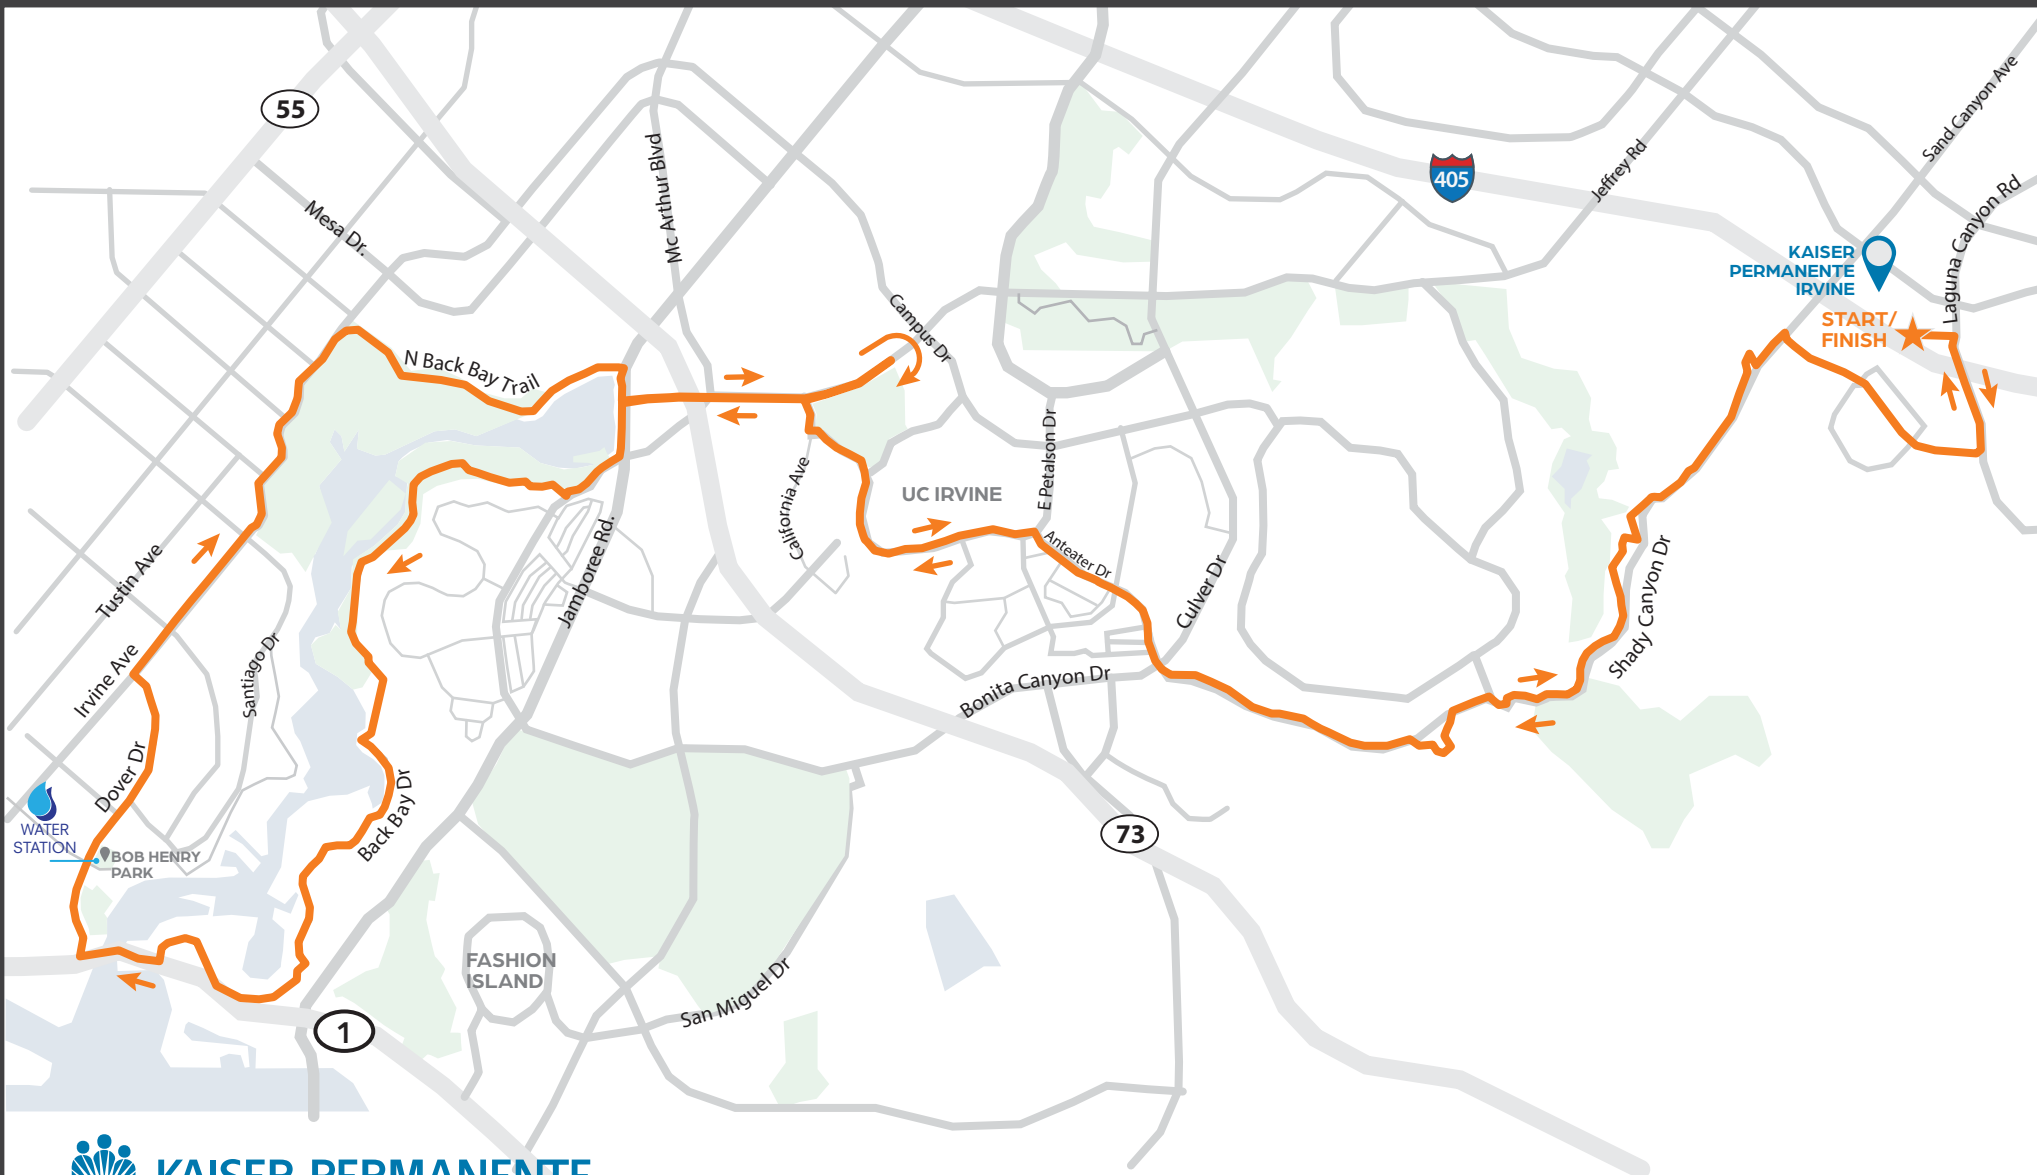 55
Mesa Dr.
Mc Arthur Blvd
405
Jeffrey Rd
Sand Canyon Ave
Laguna Canyon Rd
KAISER
PERMANENTE
IRVINE
START/
FINISH
Campus Dr
N Back Bay Trail
E Petalson Dr
California Ave
UC IRVINE
Anteater Dr
Culver Dr
Jamboree Rd.
Tustin Ave
Irvine Ave
Santiago Dr
Shady Canyon Dr
Bonita Canyon Dr
Dover Dr
Back Bay Dr
WATER
STATION
BOB HENRY
PARK
73
FASHION
ISLAND
San Miguel Dr
1
KAISER PERMANENTE